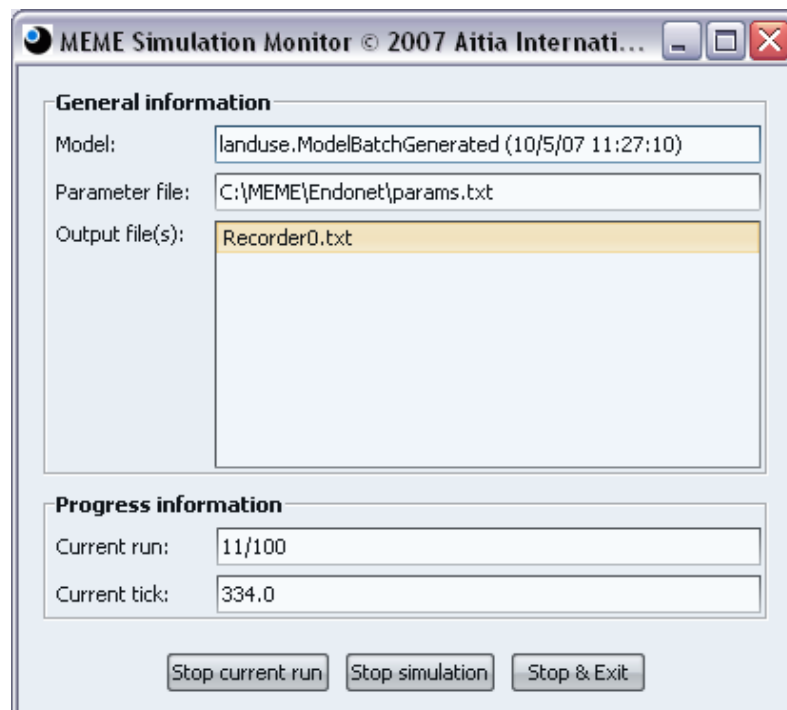 MEME Simulation Monitor © 2007 Aitia Internati...
General information
Model: landuse.ModelBatchGenerated (10/5/07 11:27:10)
Parameter file: C:\MEME\Endonet\params.txt
Output file(s): Recorder0.txt
Progress information
Current run: 11/100
Current tick: 334.0
Stop current run Stop simulation Stop & Exit